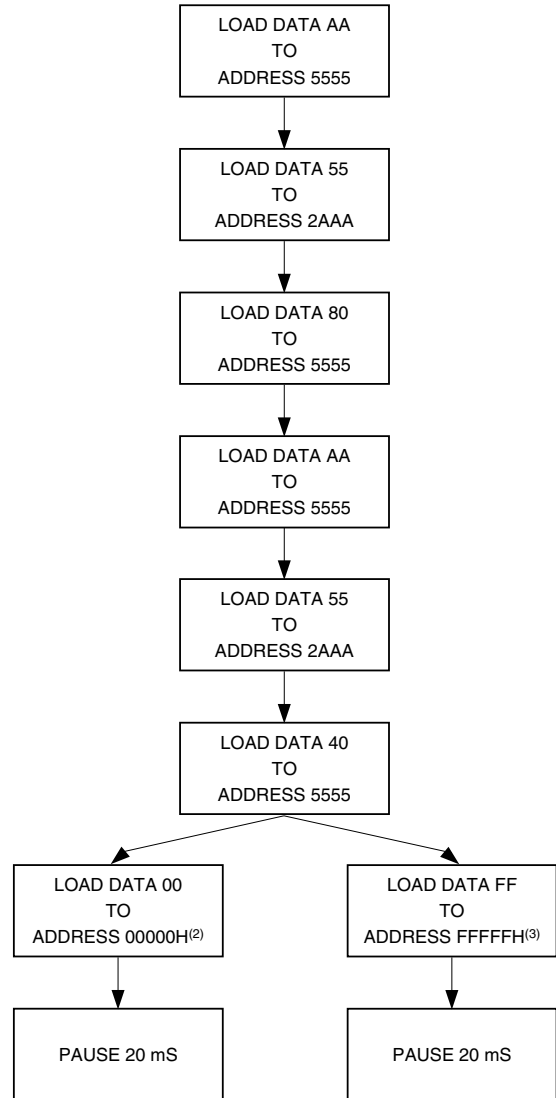 LOAD DATA AA
TO
ADDRESS 5555
LOAD DATA 55
TO
ADDRESS 2AAA
LOAD DATA 80
TO
ADDRESS 5555
LOAD DATA AA
TO
ADDRESS 5555
LOAD DATA 55
TO
ADDRESS 2AAA
LOAD DATA 40
TO
ADDRESS 5555
LOAD DATA 00
TO
ADDRESS 00000H(2)
LOAD DATA FF
TO
ADDRESS FFFFFH(3)
PAUSE 20 mS
PAUSE 20 mS